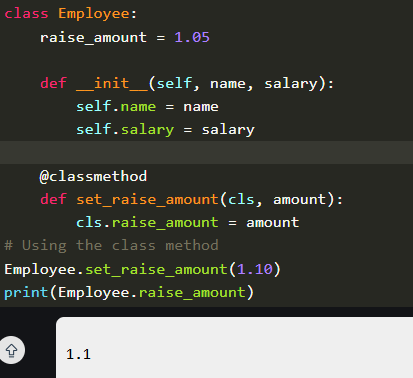 class Employee:
    raise_amount = 1.05

    def __init__(self, name, salary):
        self.name = name
        self.salary = salary

    @classmethod
    def set_raise_amount(cls, amount):
        cls.raise_amount = amount
# Using the class method
Employee.set_raise_amount(1.10)
print(Employee.raise_amount)
1.1